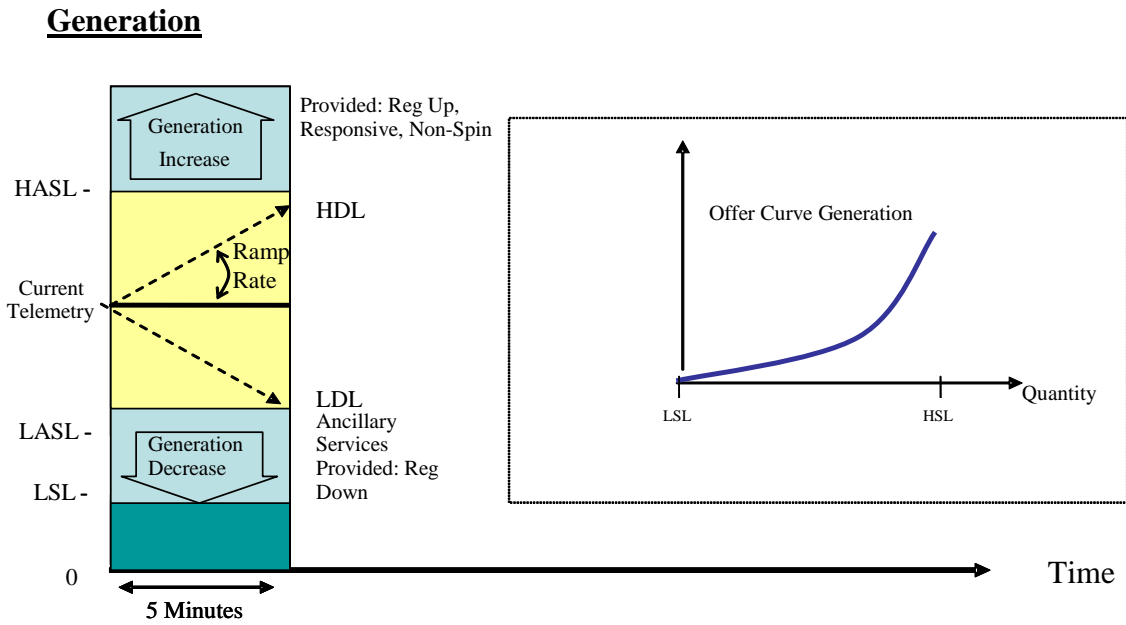 Generation
Provided: Reg Up,
Responsive, Non-Spin
Generation
Increase
HASL -
HDL
Ramp
Rate
Current
Telemetry
LDL
Ancillary
Services
Provided: Reg
Down
LASL -
Generation
Decrease
LSL -
0
5 Minutes
Time
Offer Curve Generation
Quantity
LSL
HSL